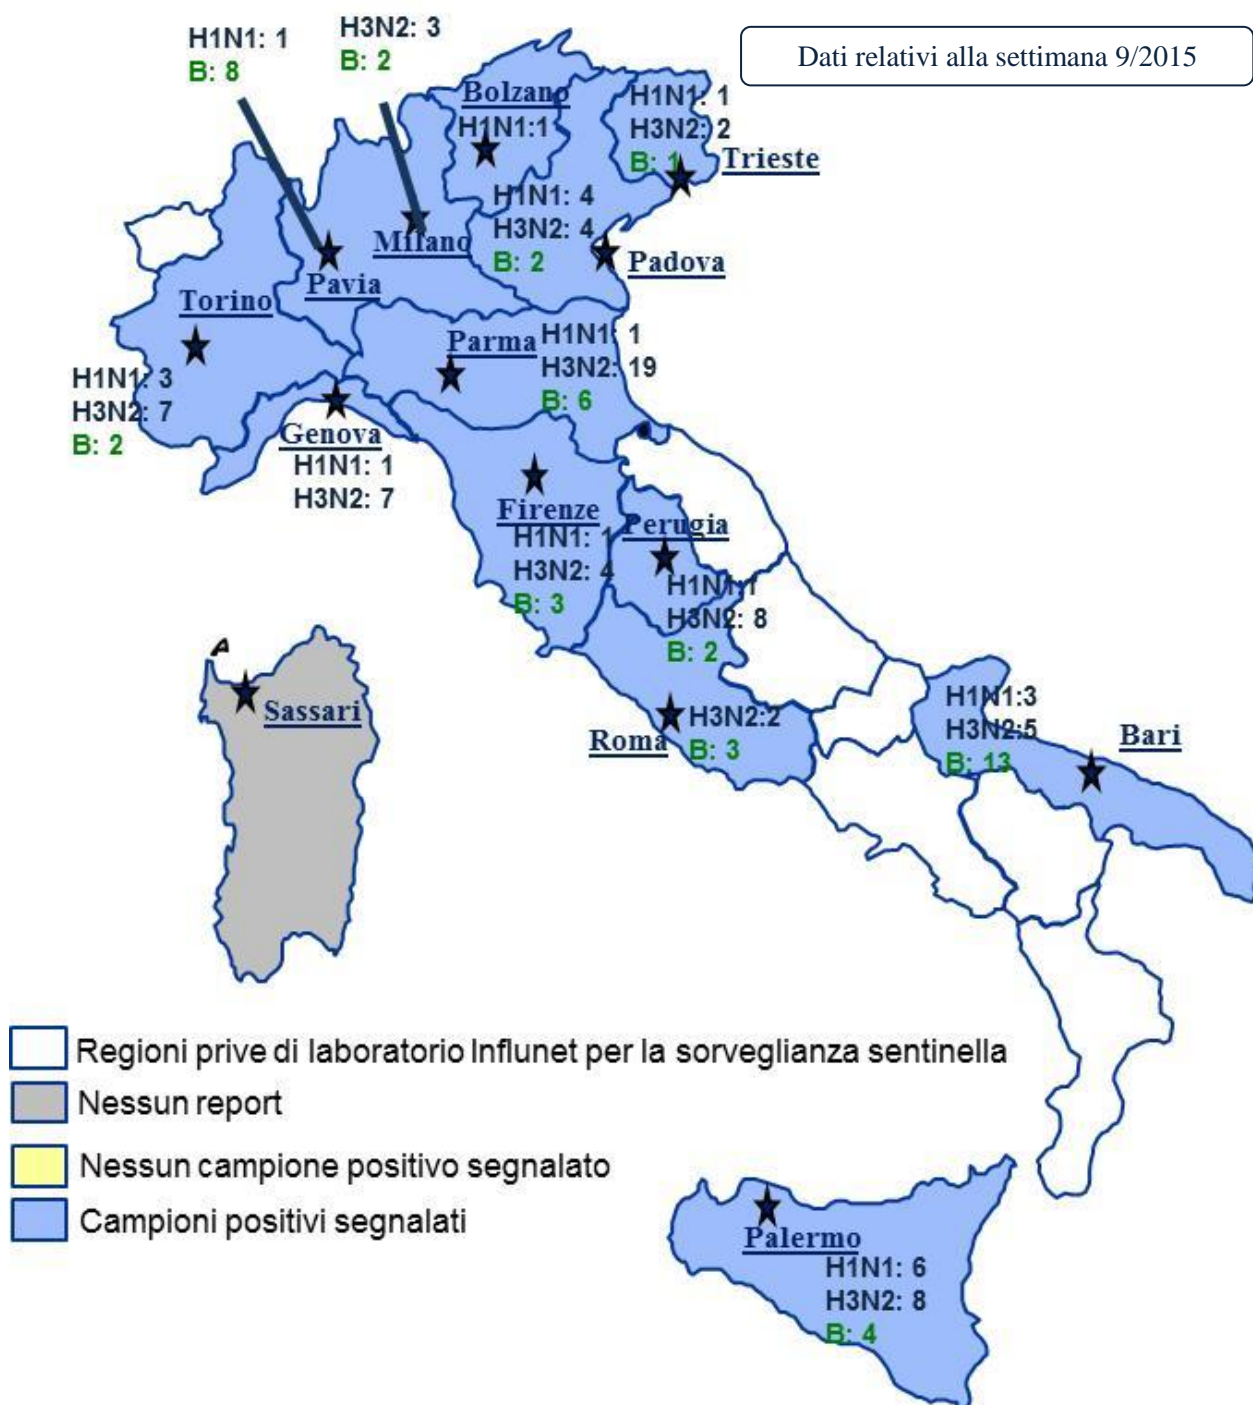 H1N1: 1
B: 8
H3N2: 3
B: 2
Dati relativi alla settimana 9/2015
Bolzano
H1N1:1
H1N1: 1
H3N2: 2
B: 1
Trieste
H1N1: 4
H3N2: 4
B: 2
Milano
Padova
Pavia
Torino
H1N1: 3
H3N2: 7
B: 2
Parma
H1N1: 1
H3N2: 19
B: 6
Genova
H1N1: 1
H3N2: 7
Firenze
H1N1: 1
H3N2: 4
B: 3
Perugia
H1N1:1
H3N2: 8
B: 2
A
Sassari
Roma
H3N2:2
B: 3
H1N1:3
H3N2:5
B: 13
Bari
Regioni prive di laboratorio Influnet per la sorveglianza sentinella
Nessun report
Nessun campione positivo segnalato
Campioni positivi segnalati
Palermo
H1N1: 6
H3N2: 8
B: 4